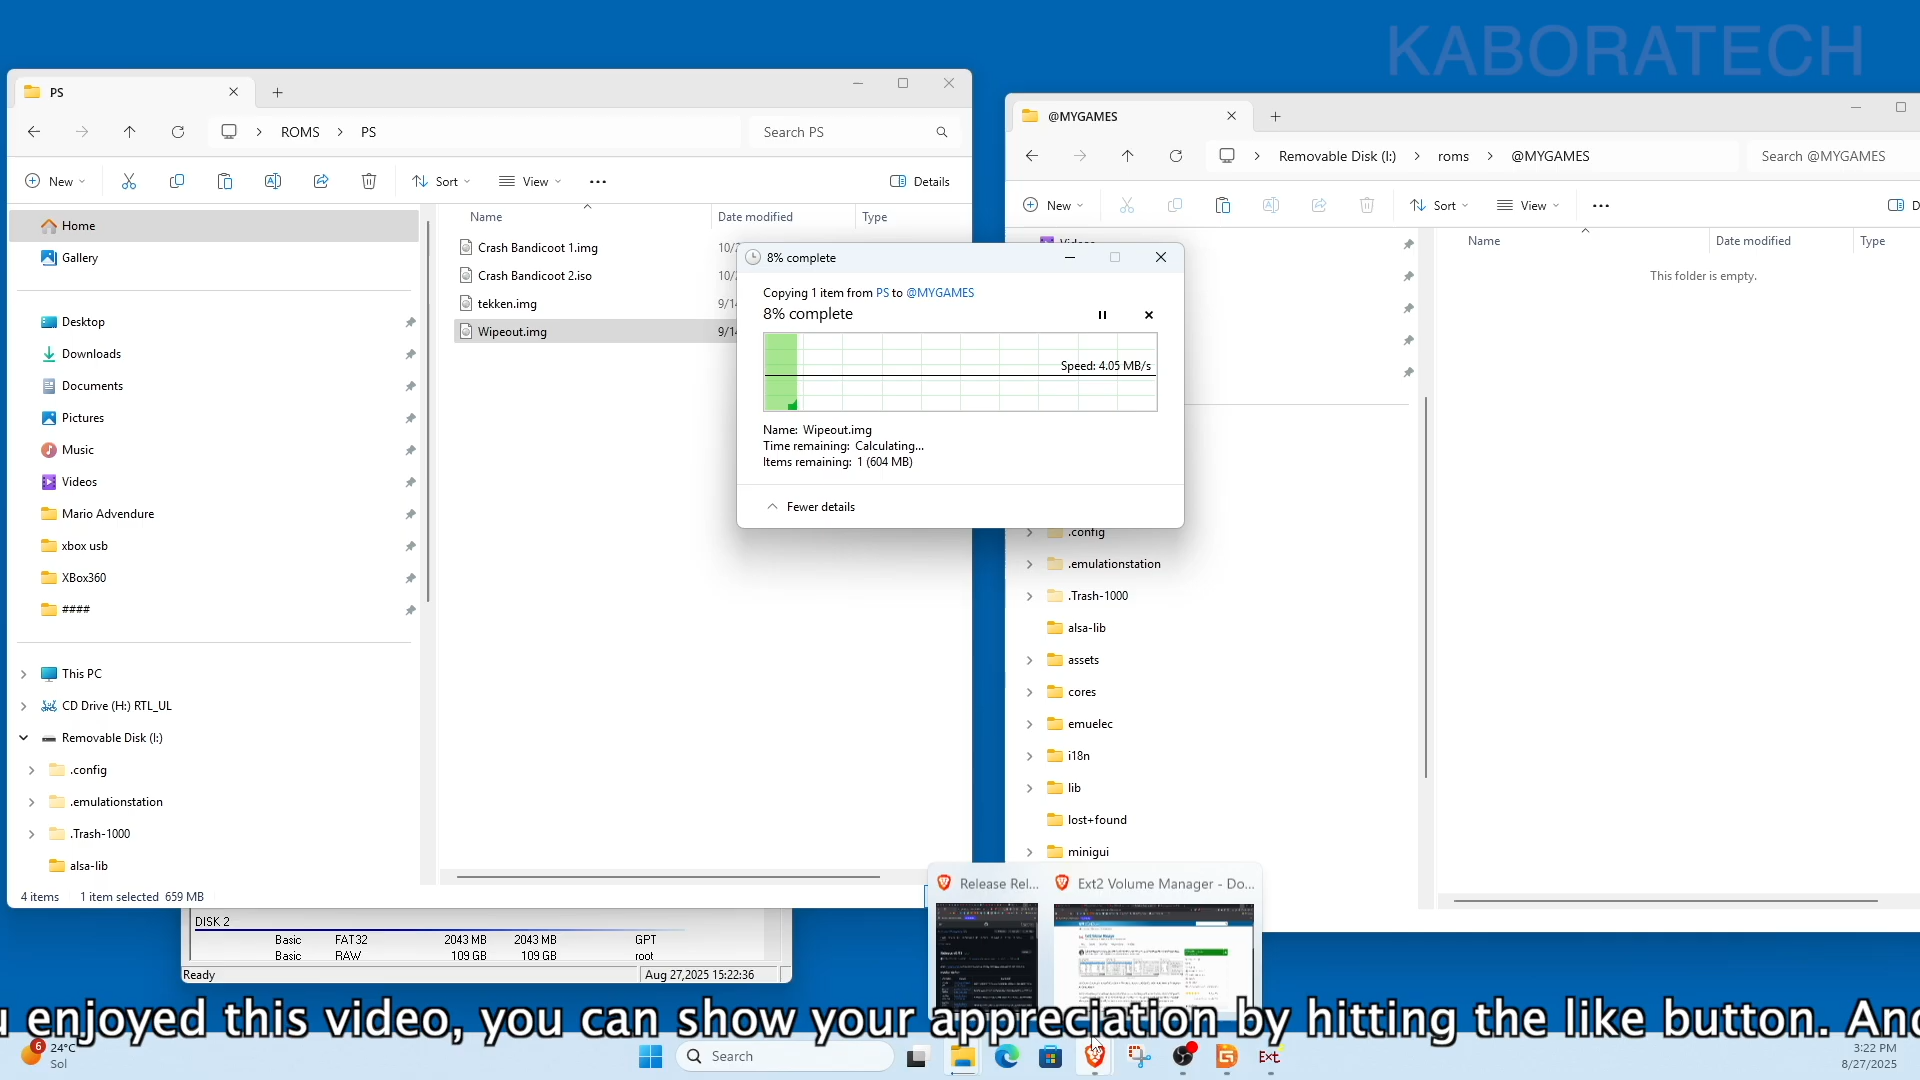 KABORATECH
PS
ROMS > PS
Search PS
New
Sort
View
Details
Home
Gallery
Desktop
Downloads
Documents
Pictures
Music
Videos
Mario Advendure
xbox usb
XBox360
####
This PC
CD Drive (H:) RTL_UL
Removable Disk (I:)
.config
.emulationstation
.Trash-1000
alsa-lib
Name Date modified Type
Crash Bandicoot 1.img 10/
Crash Bandicoot 2.iso 10/
tekken.img 9/1
Wipeout.img 9/1
4 items 1 item selected 659 MB
8% complete
Copying 1 item from PS to @MYGAMES
8% complete
Speed: 4.05 MB/s
Name: Wipeout.img
Time remaining: Calculating...
Items remaining: 1 (604 MB)
Fewer details
@MYGAMES
Removable Disk (I:) > roms > @MYGAMES
Search @MYGAMES
New
Sort
View
D
Videos
.config
.emulationstation
.Trash-1000
alsa-lib
assets
cores
emuelec
i18n
lib
lost+found
minigui
Name Date modified Type
This folder is empty.
DISK 2
Basic FAT32 2043 MB 2043 MB GPT
Basic RAW 109 GB 109 GB root
Ready Aug 27,2025 15:22:36
Release Rel...
Ext2 Volume Manager - Do...
u enjoyed this video, you can show your appreciation by hitting the like button. And
6
24°C
Sol
Search
Ext
3:22 PM
8/27/2025